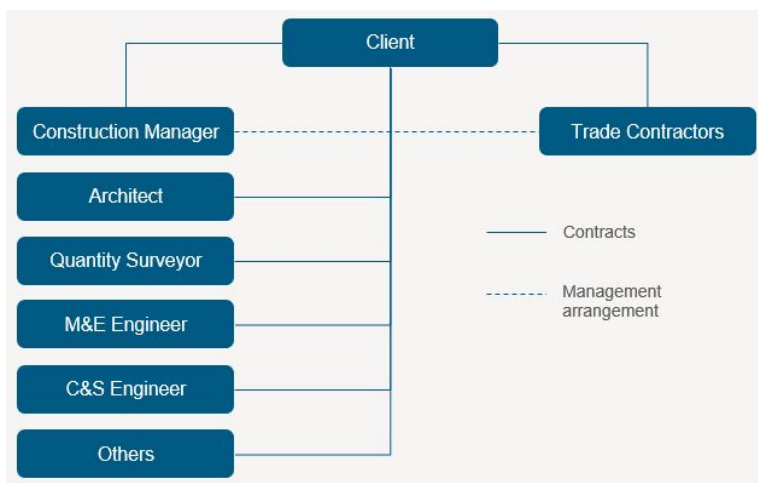 Client
Construction Manager
Trade Contractors
Architect
Quantity Surveyor
Contracts
M&E Engineer
Management
arrangement
C&S Engineer
Others